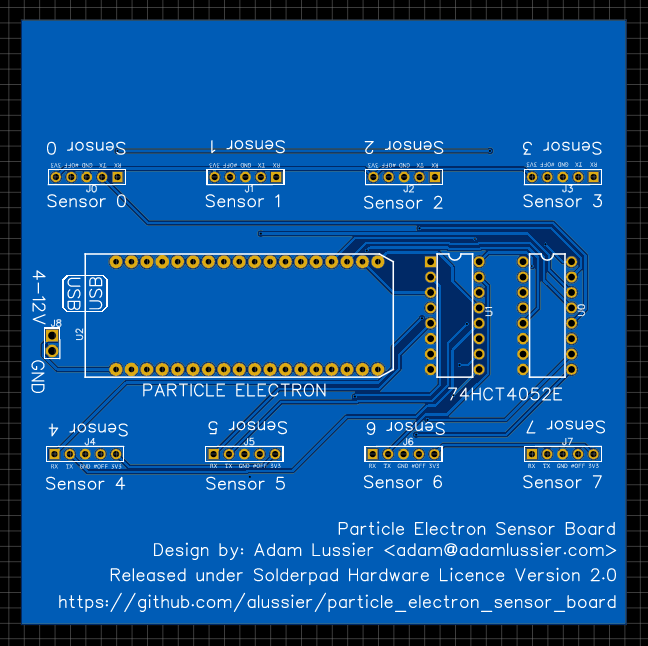 Sensor 0 Sensor 1 Sensor 2 Sensor 3
3V3 #OFF GND TX RX 3V3 #OFF GND TX RX 3V3 #OFF GND TX RX 3V3 #OFF GND TX RX
J0 J1 J2 J3
Sensor 0 Sensor 1 Sensor 2 Sensor 3
4-12V
USB USB
J8
U2
U1
U0
GND
PARTICLE ELECTRON 74HCT4052E
Sensor 4 Sensor 5 Sensor 6 Sensor 7
J4 J5 J6 J7
RX TX GND #OFF 3V3 RX TX GND #OFF 3V3 RX TX GND #OFF 3V3 RX TX GND #OFF 3V3
Sensor 4 Sensor 5 Sensor 6 Sensor 7
Particle Electron Sensor Board
Design by: Adam Lussier <adam@adamlussier.com>
Released under Solderpad Hardware Licence Version 2.0
https://github.com/alussier/particle_electron_sensor_board